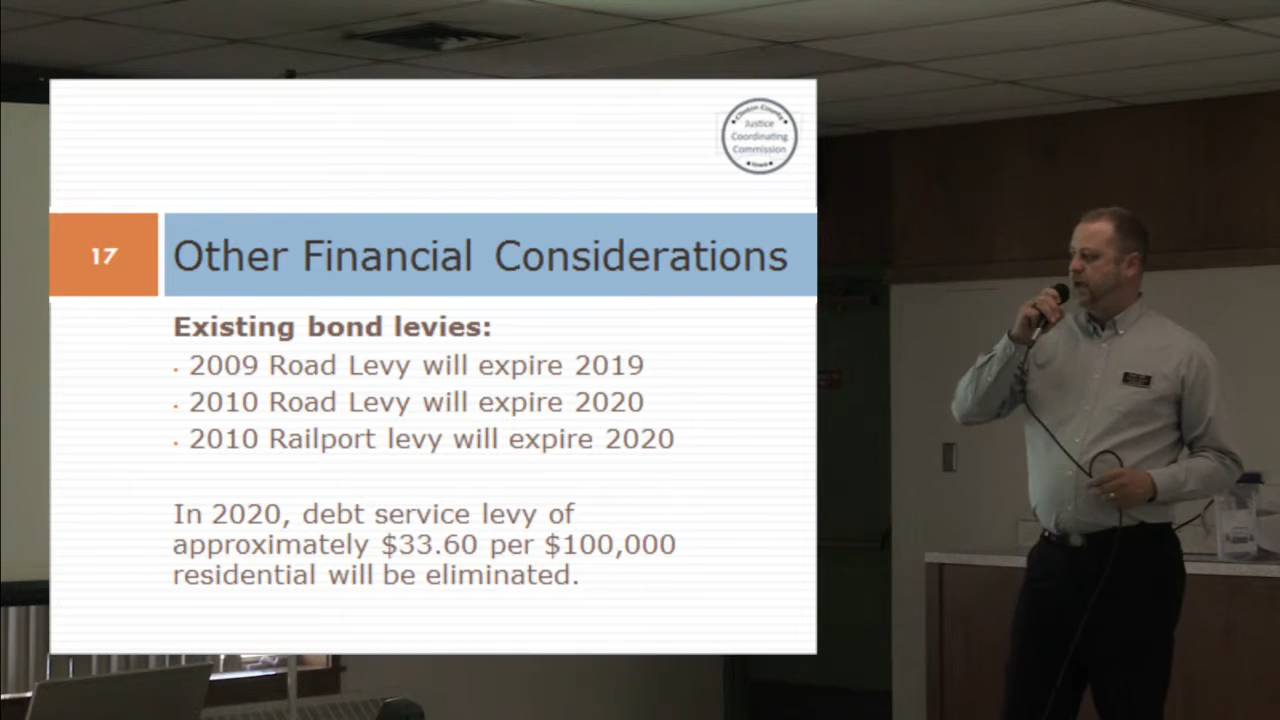 Clinton County
Justice
Coordinating
Commission
17
Other Financial Considerations
Existing bond levies:
· 2009 Road Levy will expire 2019
· 2010 Road Levy will expire 2020
· 2010 Railport levy will expire 2020
In 2020, debt service levy of
approximately $33.60 per $100,000
residential will be eliminated.